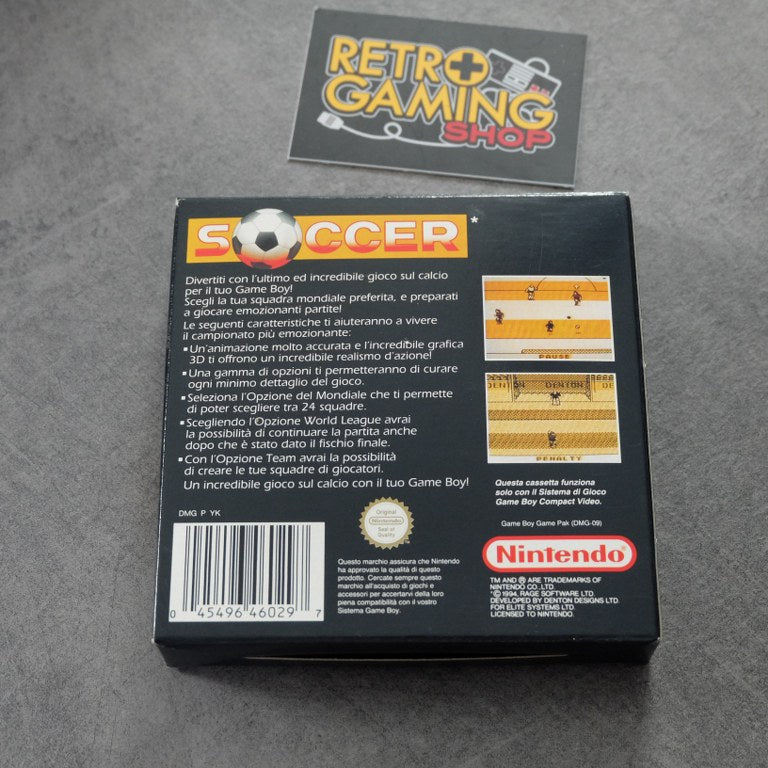 RETRO
GAMING
SHOP
SOCCER*
Divertiti con l'ultimo ed incredibile gioco sul calcio
per il tuo Game Boy!
Scegli la tua squadra mondiale preferita, e preparati
a giocare emozionanti partite!
Le seguenti caratteristiche ti aiuteranno a vivere
il campionato più emozionante:
▪ Un'animazione molto accurata e l'incredibile grafica
3D ti offrono un incredibile realismo d'azione!
▪ Una gamma di opzioni ti permetteranno di curare
ogni minimo dettaglio del gioco.
▪ Seleziona l'Opzione del Mondiale che ti permette
di poter scegliere tra 24 squadre.
▪ Scegliendo l'Opzione World League avrai
la possibilità di continuare la partita anche
dopo che è stato dato il fischio finale.
▪ Con l'Opzione Team avrai la possibilità
di creare le tue squadre di giocatori.
Un incredibile gioco sul calcio con il tuo Game Boy!
PAUSE
DENTON DENTON DE
PENALTY
Questa cassetta funziona
solo con il Sistema di Gioco
Game Boy Compact Video.
Game Boy Game Pak (DMG-09)
DMG P YK
0 45496 46029 7
Original
Nintendo
Seal of
Quality
Questo marchio assicura che Nintendo
ha approvato la qualità di questo
prodotto. Cercate sempre questo
marchio all'acquisto di giochi e
accessori per accertarvi della loro
piena compatibilità con il vostro
Sistema Game Boy.
Nintendo®
TM AND ® ARE TRADEMARKS OF
NINTENDO CO., LTD.
*© 1994, RAGE SOFTWARE LTD.
DEVELOPED BY DENTON DESIGNS LTD.
FOR ELITE SYSTEMS LTD.
LICENSED TO NINTENDO.